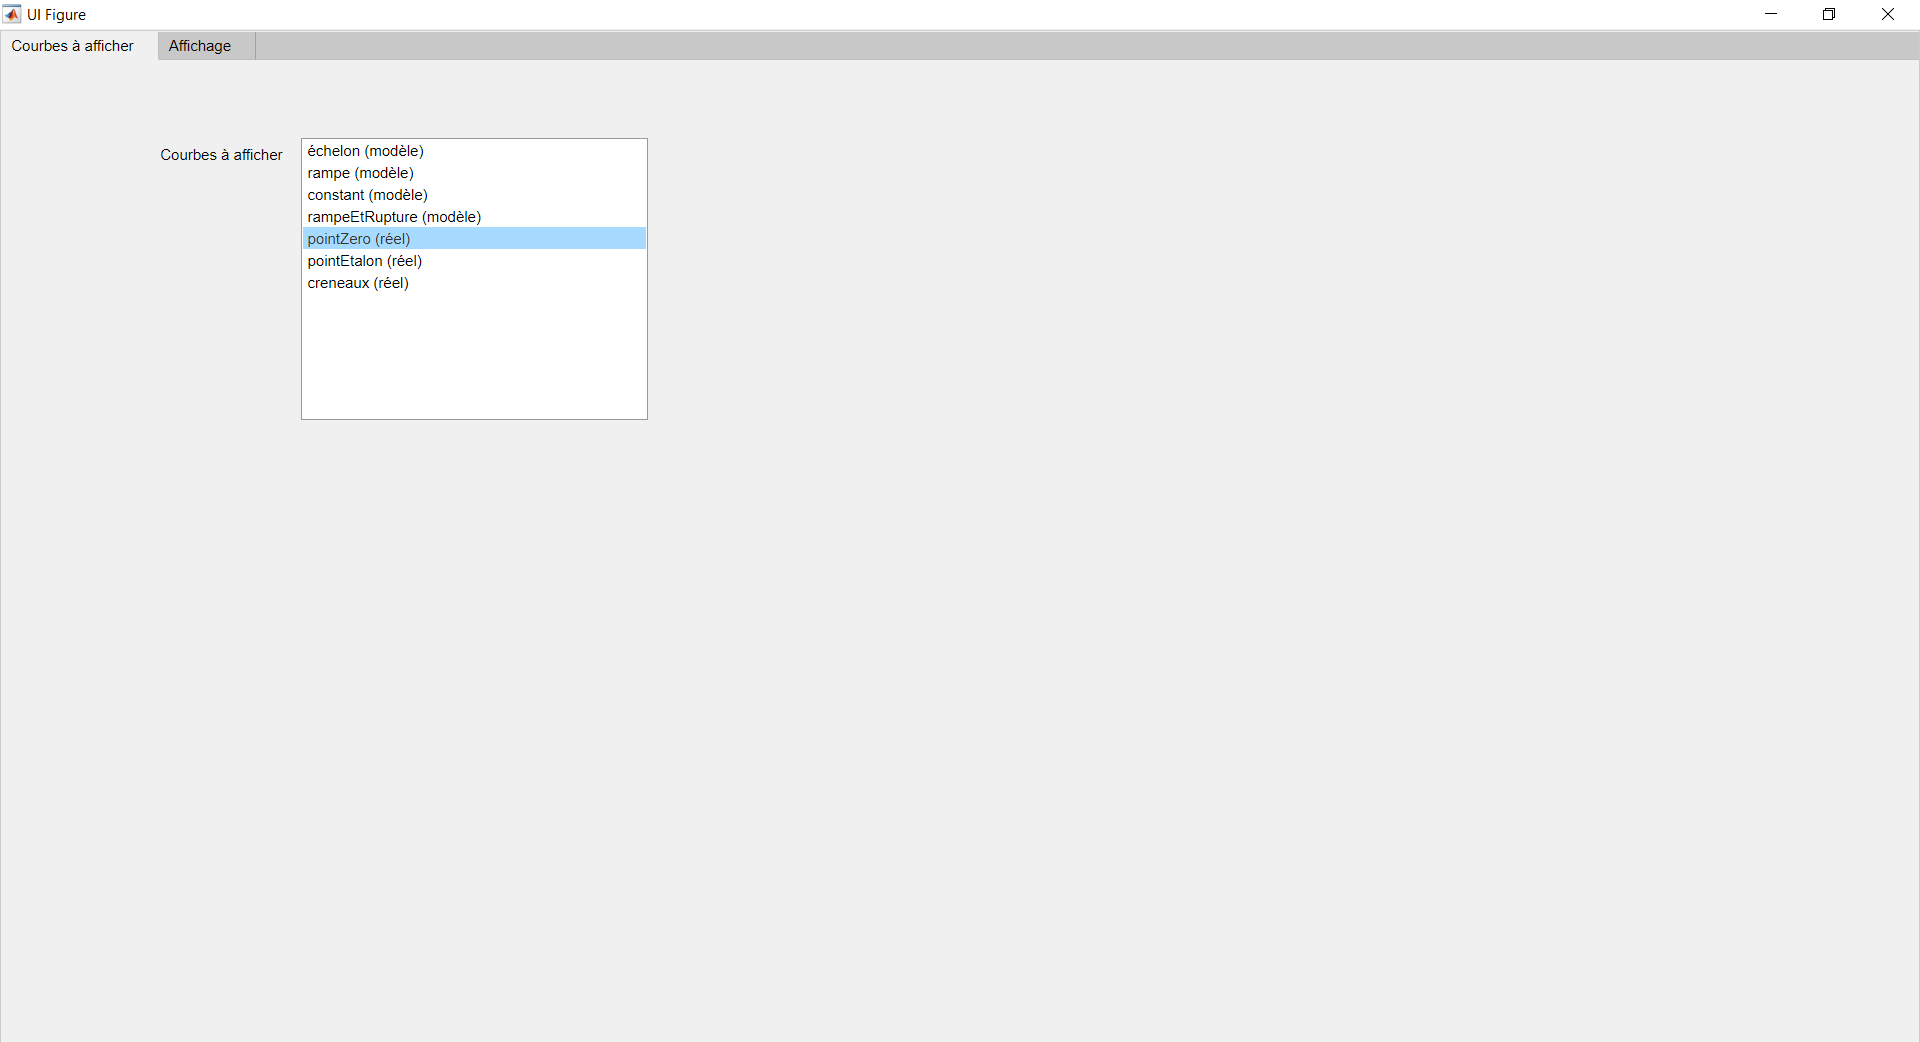 UI Figure
Courbes à afficher
Affichage
Courbes à afficher
échelon (modèle)
rampe (modèle)
constant (modèle)
rampeEtRupture (modèle)
pointZero (réel)
pointEtalon (réel)
creneaux (réel)